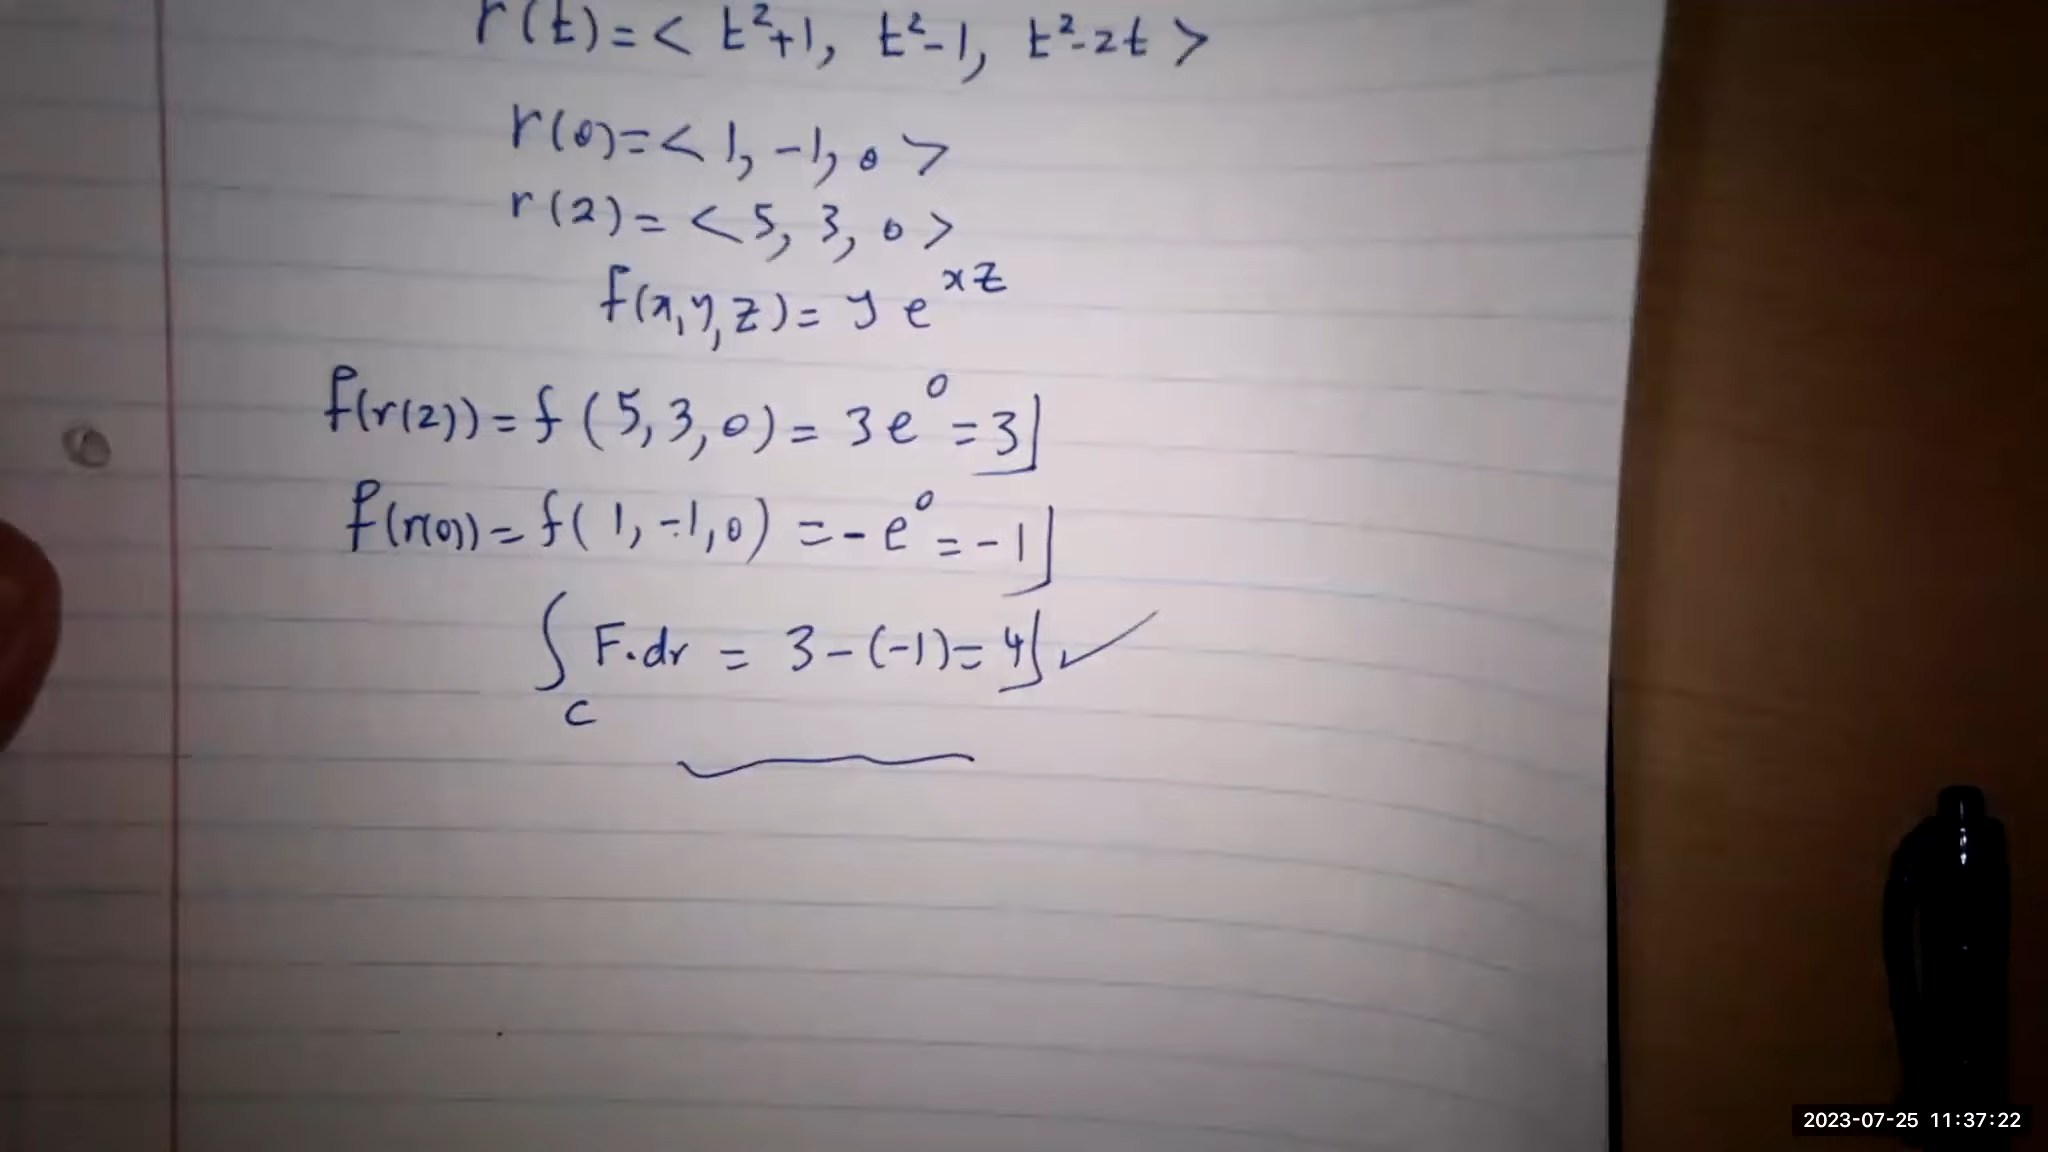 r(t) = < t²+1, t²-1, t²-2t >
r(0) = < 1, -1, 0 >
r(2) = < 5, 3, 0 >
f(x,y,z) = y e^{xz}
f(r(2)) = f(5,3,0) = 3e⁰ = 3
f(r(0)) = f(1,-1,0) = -e⁰ = -1
∫_C F·dr = 3-(-1) = 4 ✓
2023-07-25 11:37:22